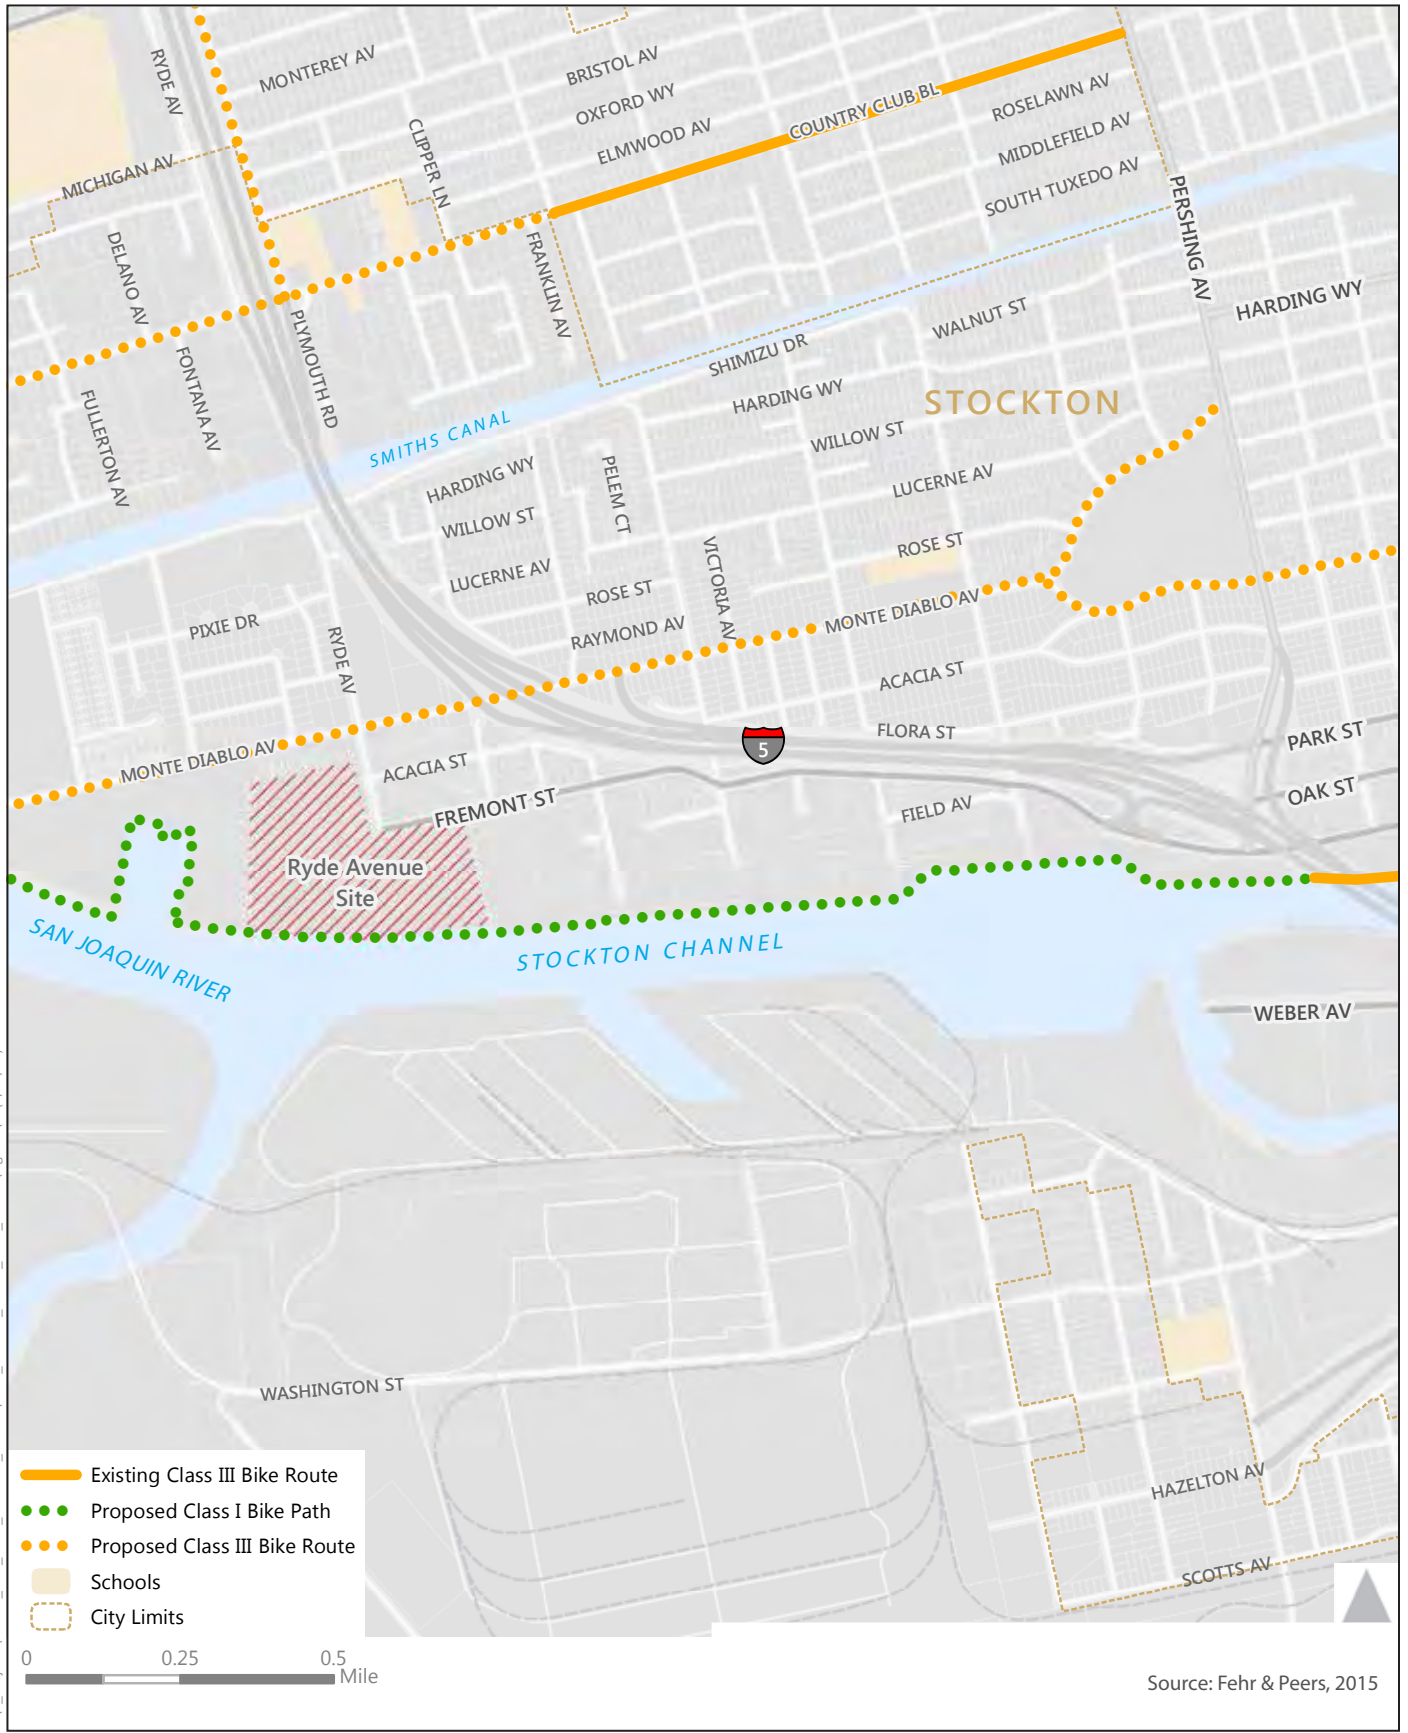 RYDE AV
MONTEREY AV
BRISTOL AV
OXFORD WY
ELMWOOD AV
COUNTRY CLUB BL
ROSELAWN AV
MIDDLEFIELD AV
SOUTH TUXEDO AV
CLIPPER LN
MICHIGAN AV
PERSHING AV
DELANO AV
FRANKLIN AV
HARDING WY
PLYMOUTH RD
WALNUT ST
SHIMIZU DR
FONTANA AV
HARDING WY
STOCKTON
FULLERTON AV
SMITHS CANAL
WILLOW ST
HARDING WY
PELEM CT
LUCERNE AV
WILLOW ST
ROSE ST
LUCERNE AV
VICTORIA AV
ROSE ST
MONTE DIABLO AV
PIXIE DR
RAYMOND AV
RYDE AV
ACACIA ST
FLORA ST
PARK ST
5
MONTE DIABLO AV
ACACIA ST
OAK ST
FREMONT ST
FIELD AV
Ryde Avenue
Site
SAN JOAQUIN RIVER
STOCKTON CHANNEL
WEBER AV
WASHINGTON ST
HAZELTON AV
SCOTTS AV
Existing Class III Bike Route
Proposed Class I Bike Path
Proposed Class III Bike Route
Schools
City Limits
0 0.25 0.5
Mile
Source: Fehr & Peers, 2015